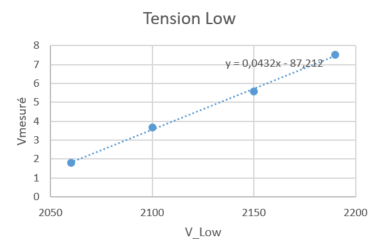 Tension Low
8
7
y = 0,0432x - 87,212
6
5
4
3
2
1
0
Vmesuré
2050 2100 2150 2200
V_Low